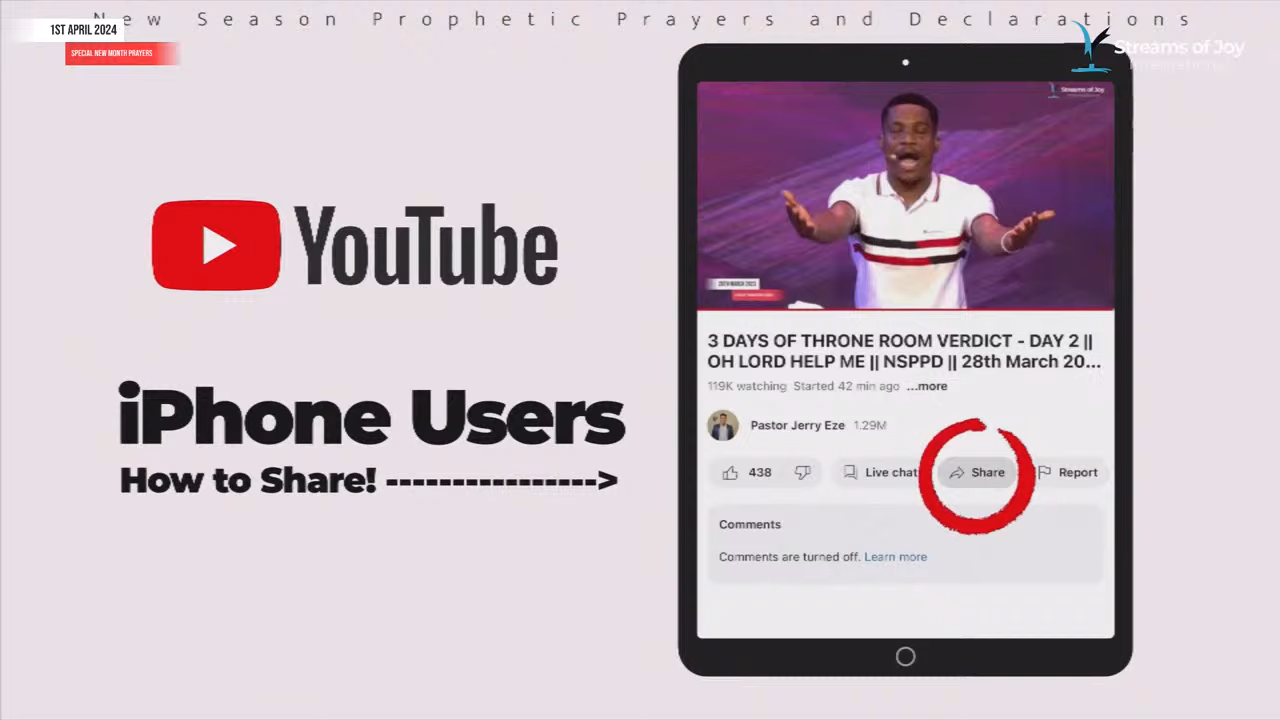 New Season Prophetic Prayers and Declarations
1ST APRIL 2024
SPECIAL NEW MONTH PRAYERS
Streams of Joy
YouTube
iPhone Users
How to Share! ---------------->
Streams of Joy
3 DAYS OF THRONE ROOM VERDICT - DAY 2 ||
OH LORD HELP ME || NSPPD || 28th March 20...
119K watching Started 42 min ago ...more
Pastor Jerry Eze 1.29M
438 Live chat Share Report
Comments
Comments are turned off. Learn more